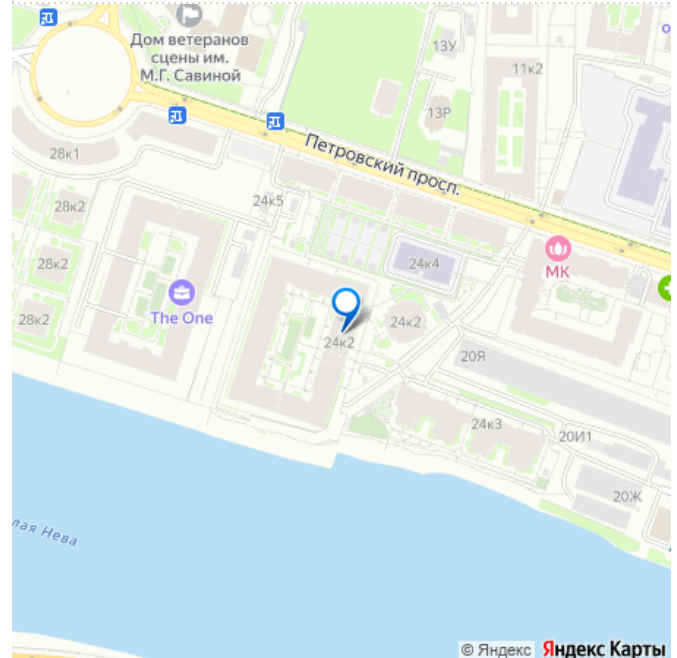 Дом ветеранов
сцены им.
М.Г. Савиной
13У
11к2
13Р
Петровский просп.
28к1
28к2
24к5
28к2
24к4
МК
The One
28к2
24к2
24к2
20Я
24к3
20И1
20Ж
лая Нева
© Яндекс Яндекс Карты